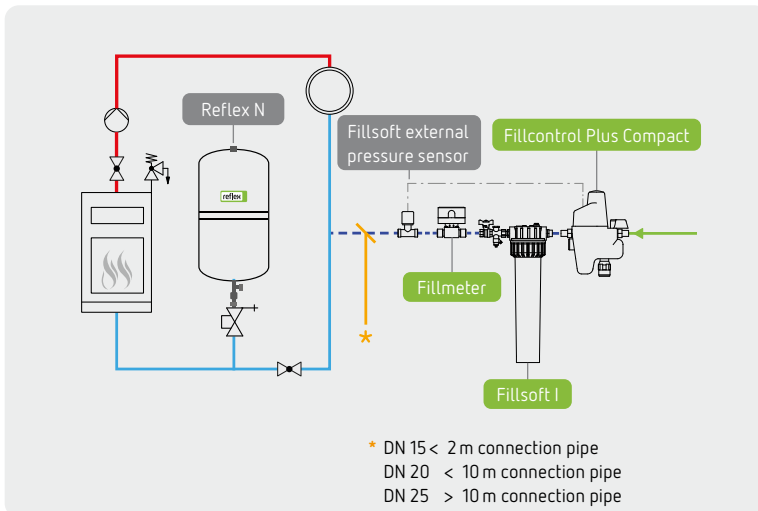 Reflex N
Fillsoft external
pressure sensor
Fillcontrol Plus Compact
reflex
Fillmeter
Fillsoft I
*
* DN 15 < 2 m connection pipe
DN 20 < 10 m connection pipe
DN 25 > 10 m connection pipe